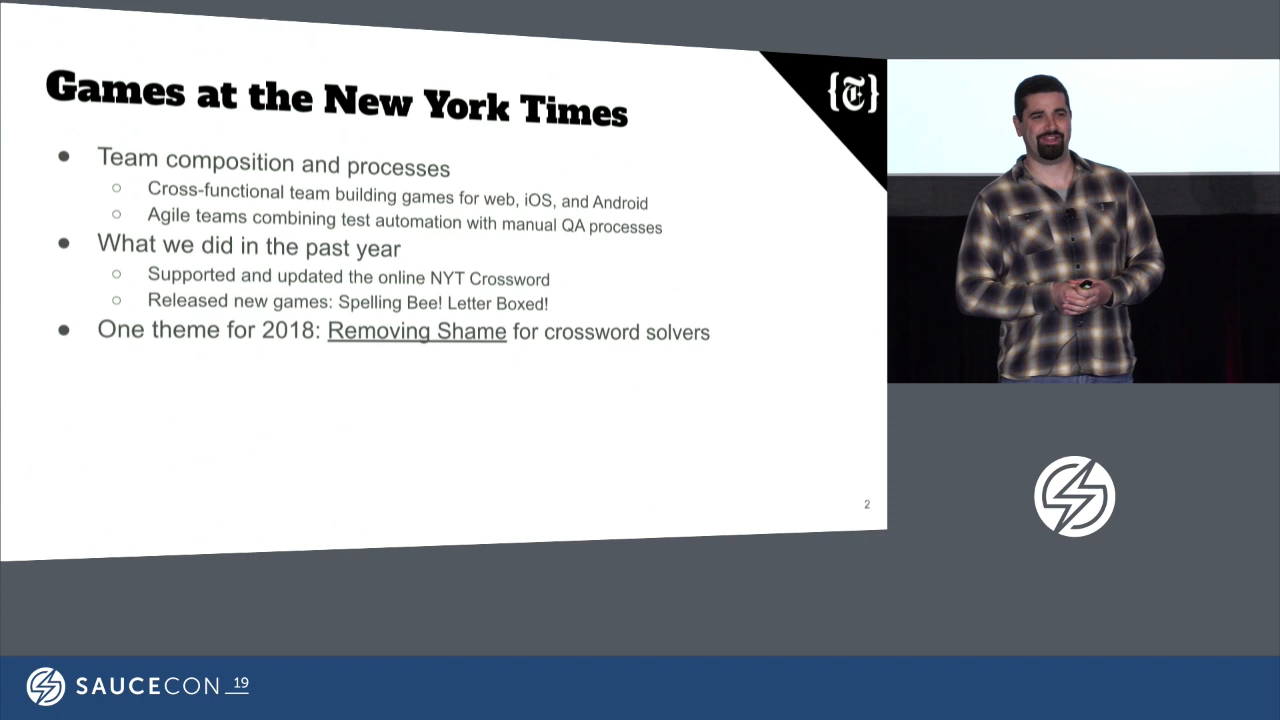 Games at the New York Times
{T}
● Team composition and processes
○ Cross-functional team building games for web, iOS, and Android
○ Agile teams combining test automation with manual QA processes
● What we did in the past year
○ Supported and updated the online NYT Crossword
○ Released new games: Spelling Bee! Letter Boxed!
● One theme for 2018: Removing Shame for crossword solvers
2
SAUCECON 19